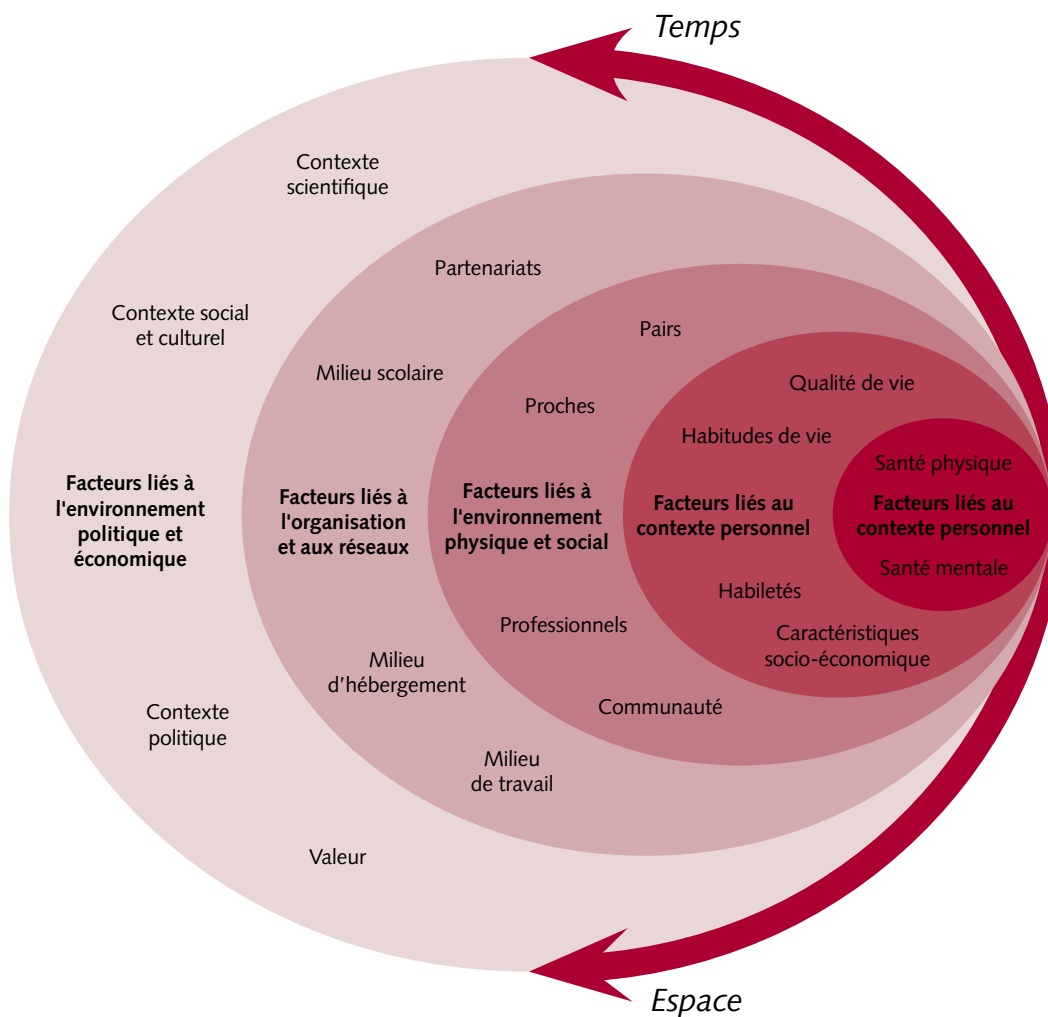 Temps
Contexte
scientifique
Contexte social
et culturel
Facteurs liés à
l'environnement
politique et
économique
Contexte
politique
Valeur
Partenariats
Milieu scolaire
Facteurs liés à
l'organisation
et aux réseaux
Milieu
d'hébergement
Milieu
de travail
Pairs
Proches
Facteurs liés à
l'environnement
physique et social
Professionnels
Communauté
Qualité de vie
Habitudes de vie
Facteurs liés au
contexte personnel
Habiletés
Caractéristiques
socio-économique
Santé physique
Facteurs liés au
contexte personnel
Santé mentale
Espace